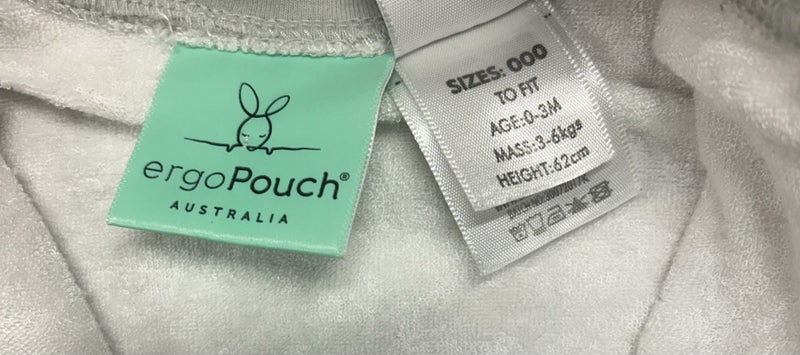 ergoPouch®
AUSTRALIA
SIZES: 000
TO FIT
AGE:0-3M
MASS:3-6kgs
HEIGHT:62cm